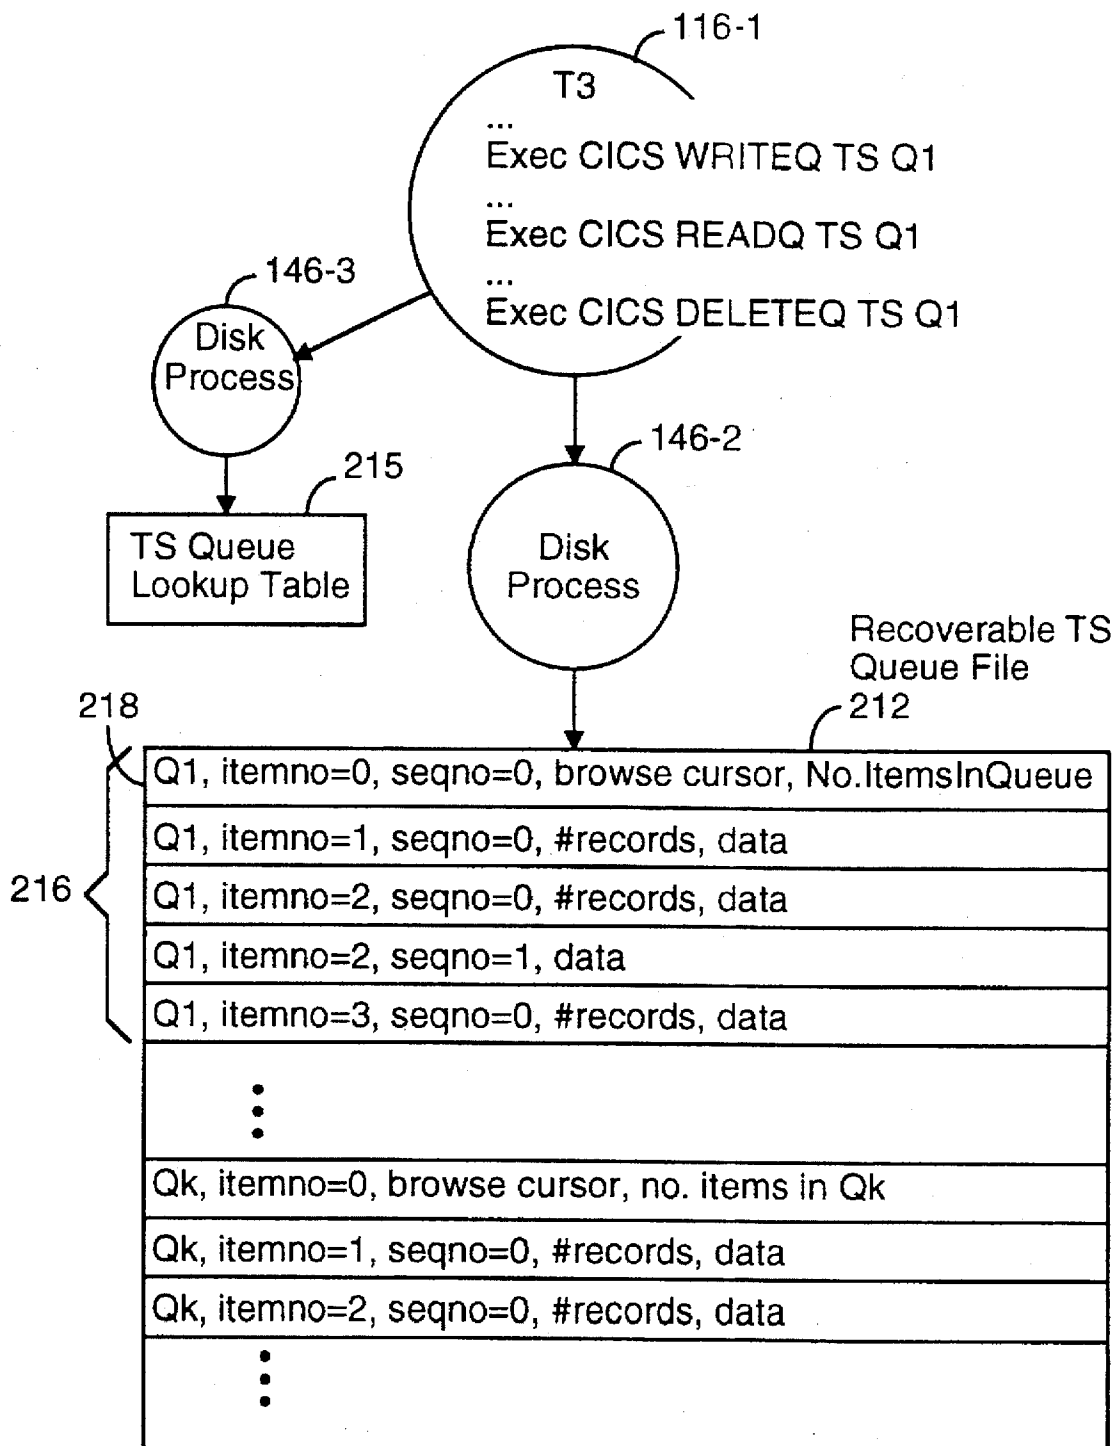 116-1
T3
...
Exec CICS WRITEQ TS Q1
...
Exec CICS READQ TS Q1
...
Exec CICS DELETEQ TS Q1
146-3
Disk
Process
146-2
215
TS Queue
Lookup Table
Disk
Process
Recoverable TS
Queue File
212
218
216
Q1, itemno=0, seqno=0, browse cursor, No.ItemsInQueue
Q1, itemno=1, seqno=0, #records, data
Q1, itemno=2, seqno=0, #records, data
Q1, itemno=2, seqno=1, data
Q1, itemno=3, seqno=0, #records, data
Qk, itemno=0, browse cursor, no. items in Qk
Qk, itemno=1, seqno=0, #records, data
Qk, itemno=2, seqno=0, #records, data